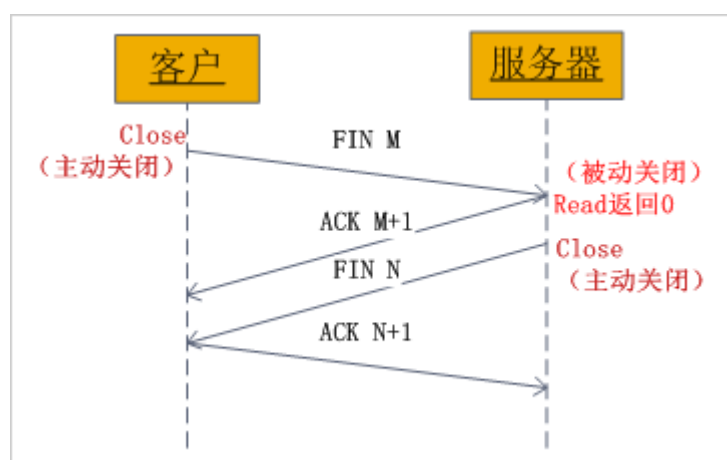 客户
服务器
Close
（主动关闭）
FIN M
（被动关闭）
Read返回0
ACK M+1
Close
（主动关闭）
FIN N
ACK N+1